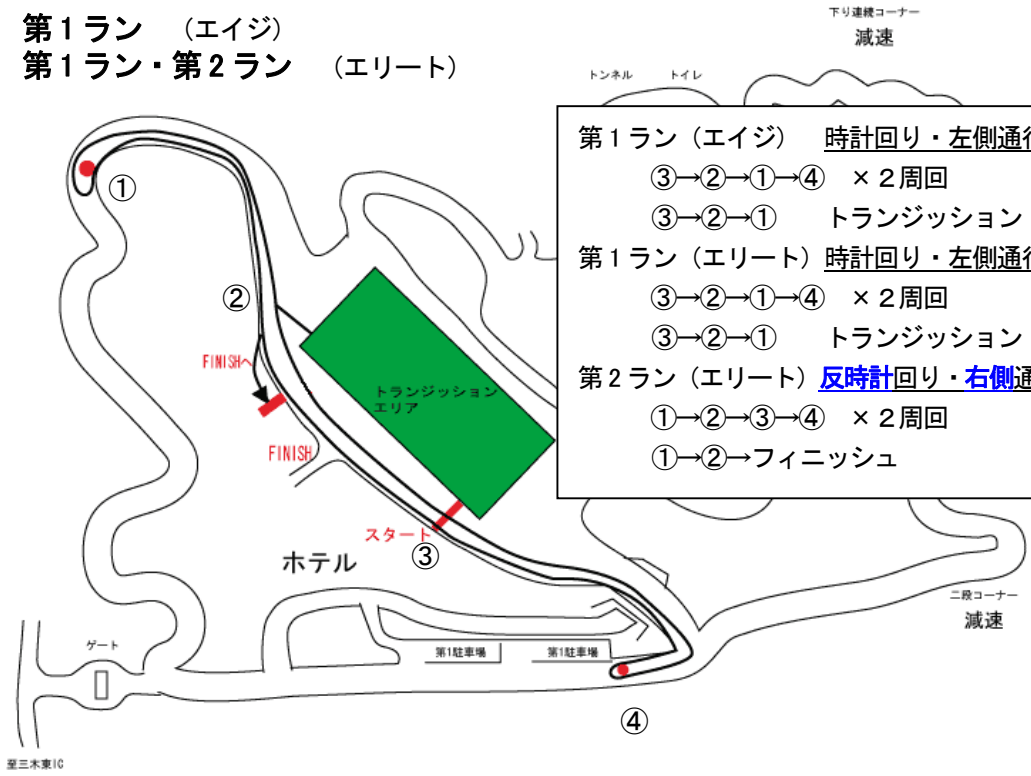 第1ラン （エイジ）
第1ラン・第2ラン （エリート）
下り連続コーナー
減速
トンネル トイレ
第1ラン（エイジ） 時計回り・左側通行
③→②→①→④ ×2周回
③→②→① トランジッション
第1ラン（エリート）時計回り・左側通行
③→②→①→④ ×2周回
③→②→① トランジッション
第2ラン（エリート）反時計回り・右側通
①→②→③→④ ×2周回
①→②→フィニッシュ
①
②
FINISHへ
トランジッション
エリア
FINISH
スタート
③
ホテル
二段コーナー
減速
ゲート
第1駐車場
第1駐車場
④
至三木東IC